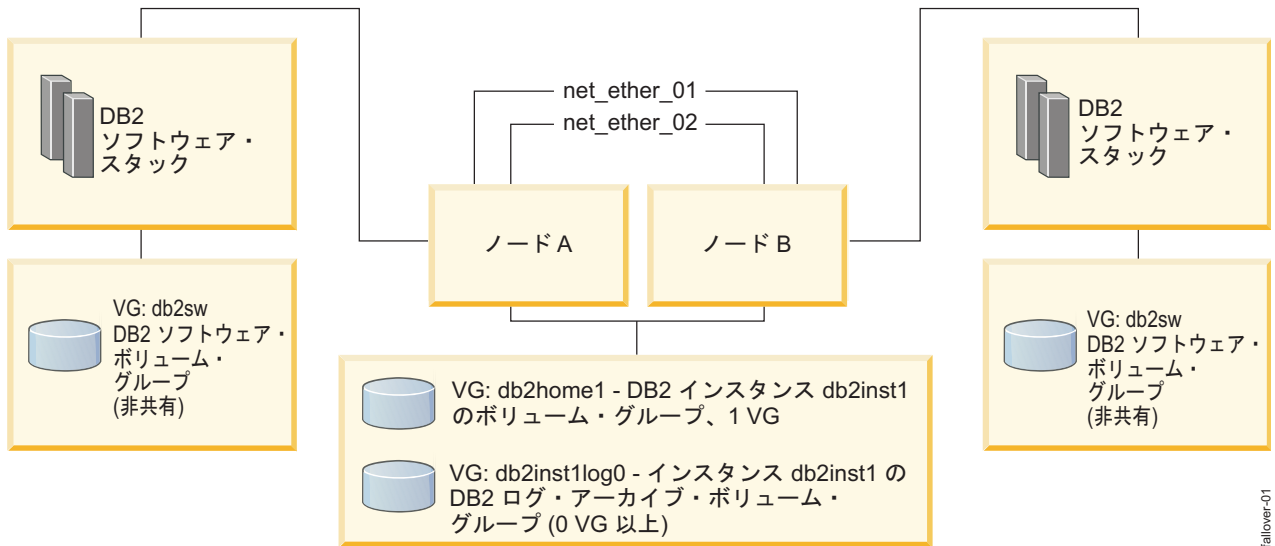 DB2
ソフトウェア・
スタック
VG: db2sw
DB2 ソフトウェア・
ボリューム・
グループ
(非共有)
net_ether_01
net_ether_02
ノード A
ノード B
VG: db2home1 - DB2 インスタンス db2inst1
のボリューム・グループ、1 VG
VG: db2inst1log0 - インスタンス db2inst1 の
DB2 ログ・アーカイブ・ボリューム・
グループ (0 VG 以上)
DB2
ソフトウェア・
スタック
VG: db2sw
DB2 ソフトウェア・
ボリューム・
グループ
(非共有)
fallover-01